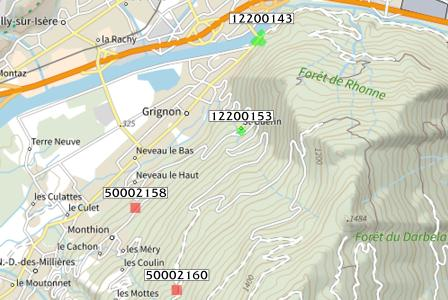 12200143
lly-sur-Isère
la Rachy
Montaz
Forêt de Rhonne
Grignon
12200153
St-Guérin
.325
Terre Neuve
Neveau le Bas
1200
Neveau le Haut
50002158
les Culattes
le Culet
1484
Monthion
Forêt du Darbela
le Cachon
les Méry
N.-D.-des-Millières
les Coulin
50002160
le Moutonnet
1400
les Mottes